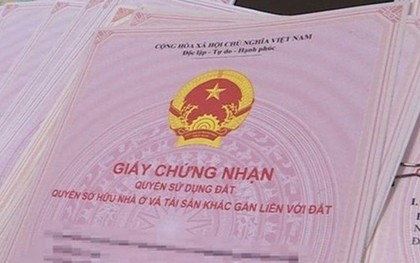 CỘNG HÒA XÃ HỘI CHỦ NGHĨA VIỆT NAM
Độc lập - Tự do - Hạnh phúc
GIẤY CHỨNG NHẬN
QUYỀN SỬ DỤNG ĐẤT
QUYỀN SỞ HỮU NHÀ Ở VÀ TÀI SẢN KHÁC GẮN LIỀN VỚI ĐẤT